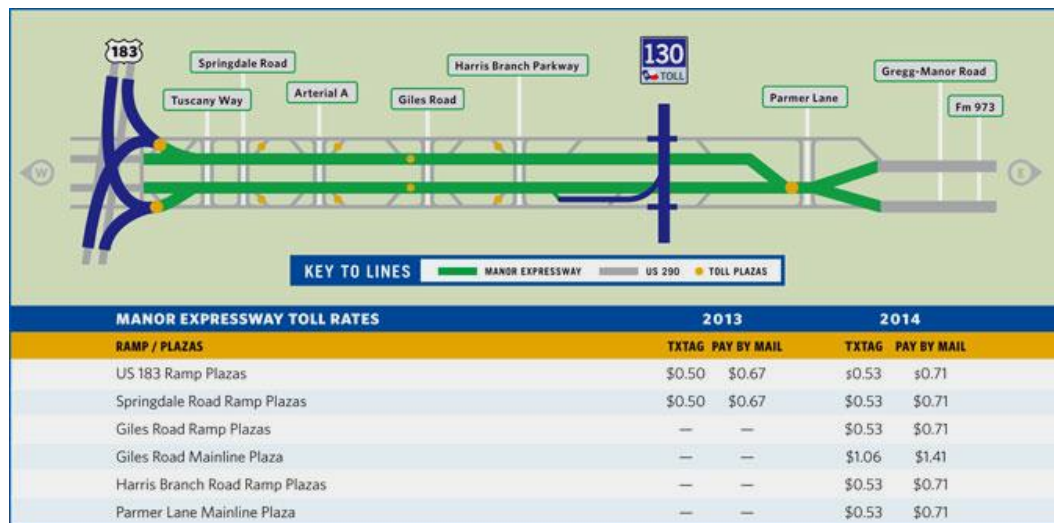 183
Springdale Road
Harris Branch Parkway
130
TOLL
Gregg-Manor Road
Tuscany Way
Arterial A
Giles Road
Parmer Lane
Fm 973
W
E
KEY TO LINES MANOR EXPRESSWAY US 290 TOLL PLAZAS
MANOR EXPRESSWAY TOLL RATES 2013 2014
RAMP / PLAZAS TXTAG PAY BY MAIL TXTAG PAY BY MAIL
US 183 Ramp Plazas $0.50 $0.67 $0.53 $0.71
Springdale Road Ramp Plazas $0.50 $0.67 $0.53 $0.71
Giles Road Ramp Plazas — — $0.53 $0.71
Giles Road Mainline Plaza — — $1.06 $1.41
Harris Branch Road Ramp Plazas — — $0.53 $0.71
Parmer Lane Mainline Plaza — — $0.53 $0.71